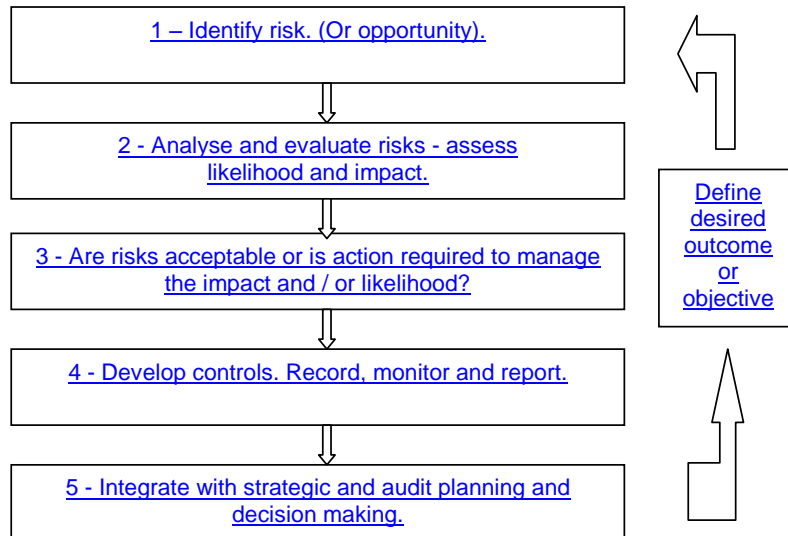 1 – Identify risk. (Or opportunity).
2 - Analyse and evaluate risks - assess
likelihood and impact.
3 - Are risks acceptable or is action required to manage
the impact and / or likelihood?
4 - Develop controls. Record, monitor and report.
5 - Integrate with strategic and audit planning and
decision making.
Define
desired
outcome
or
objective